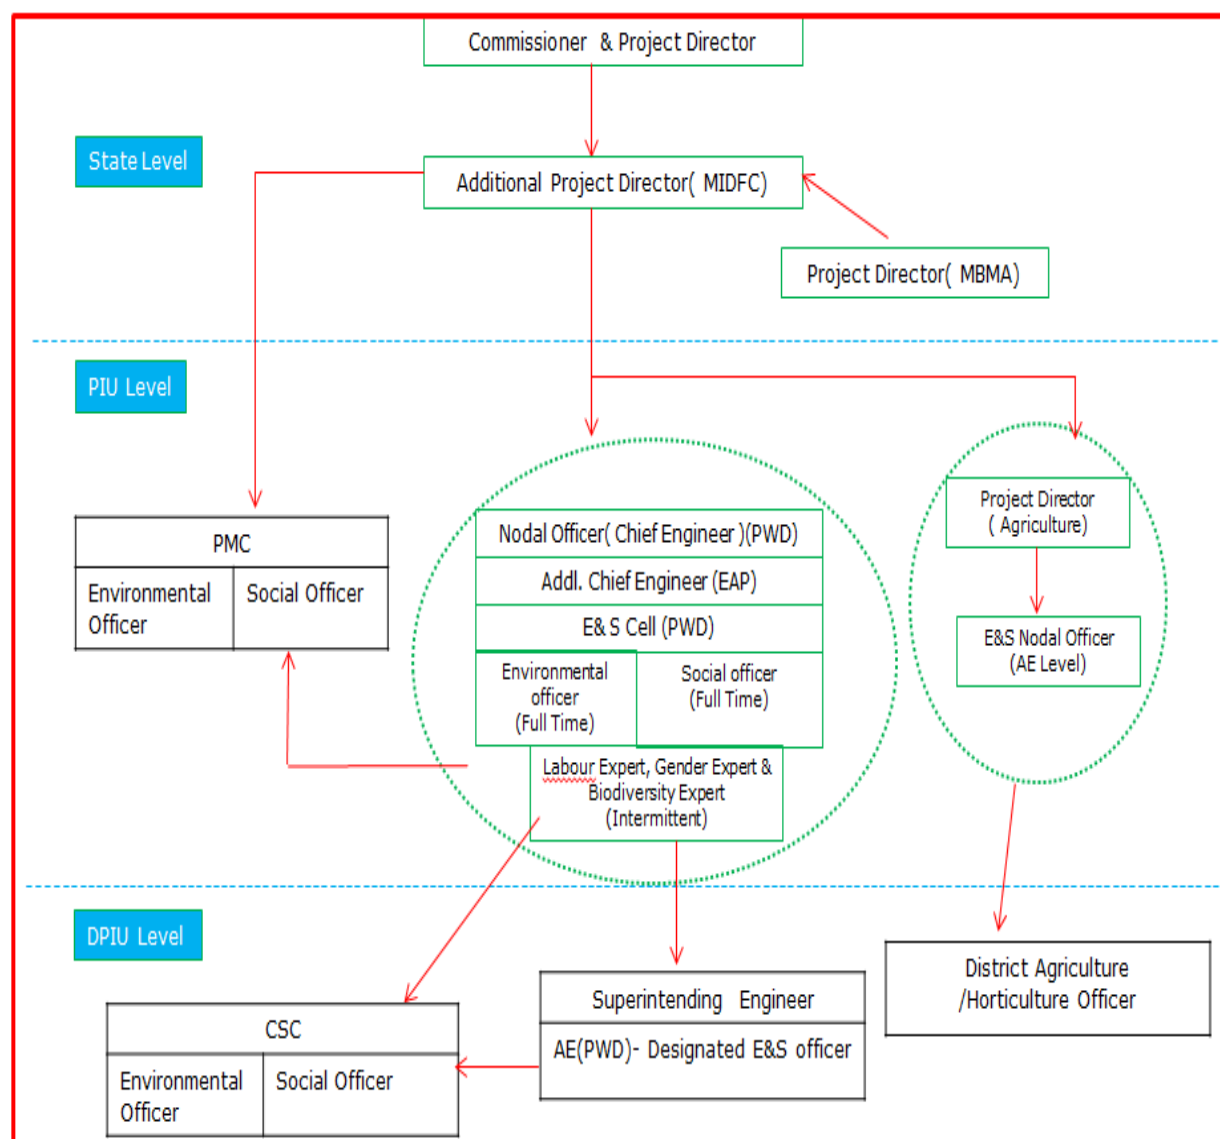 Commissioner & Project Director
State Level
Additional Project Director( MIDFC)
Project Director( MBMA)
PIU Level
Project Director
( Agriculture)
Nodal Officer( Chief Engineer )(PWD)
PMC
Addl. Chief Engineer (EAP)
Environmental
Officer
Social Officer
E& S Cell (PWD)
E&S Nodal Officer
(AE Level)
Environmental
officer
(Full Time)
Social officer
(Full Time)
Labour Expert, Gender Expert &
Biodiversity Expert
(Intermittent)
DPIU Level
District Agriculture
/Horticulture Officer
Superintending Engineer
CSC
AE(PWD)- Designated E&S officer
Environmental
Officer
Social Officer